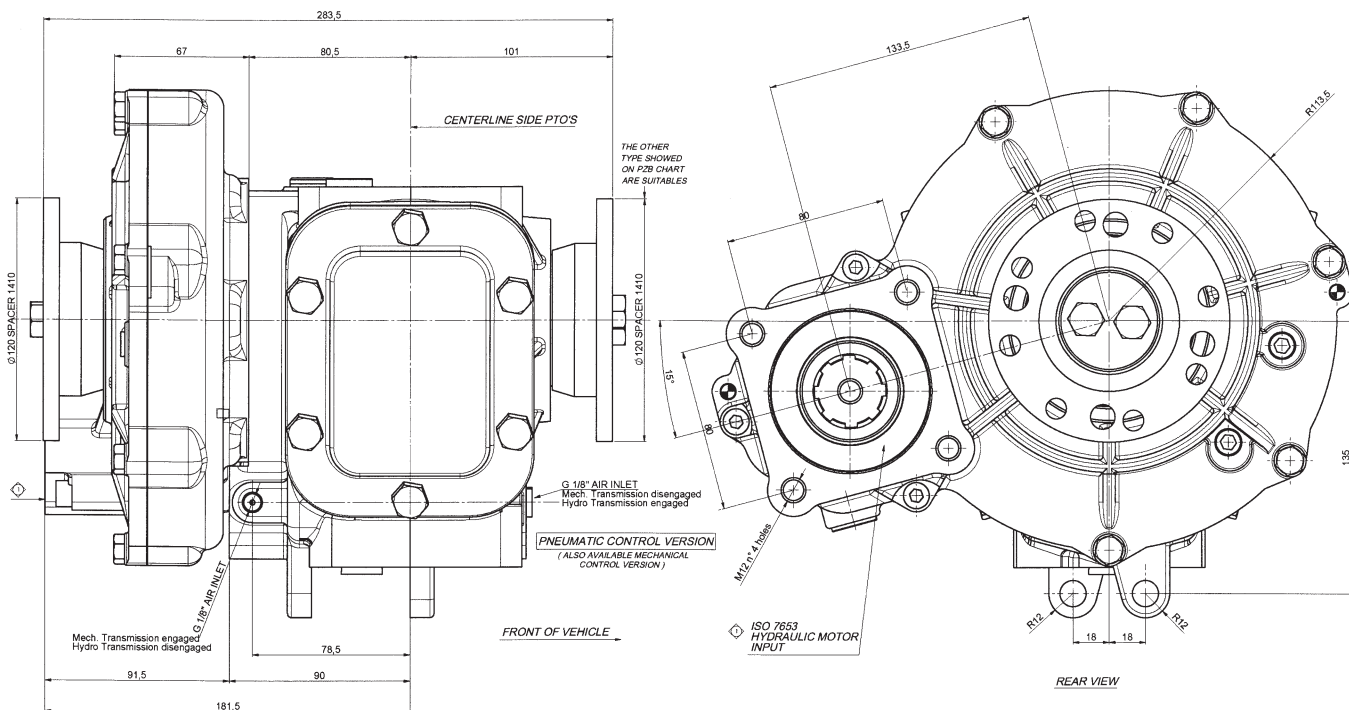 283,5
67
80,5
101
CENTERLINE SIDE PTO'S
THE OTHER
TYPE SHOWED
ON PZB CHART
ARE SUITABLES
Ø120 SPACER 1410
Ø120 SPACER 1410
1
G 1/8" AIR INLET
Mech. Transmission disengaged
Hydro Transmission engaged
PNEUMATIC CONTROL VERSION
( ALSO AVAILABLE MECHANICAL
CONTROL VERSION )
G 1/8" AIR INLET
Mech. Transmission engaged
Hydro Transmission disengaged
FRONT OF VEHICLE
78,5
91,5
90
181,5
133,5
R113,5
80
15°
80
135
M12 n° 4 holes
1
ISO 7653
HYDRAULIC MOTOR
INPUT
R12
R12
18
18
REAR VIEW